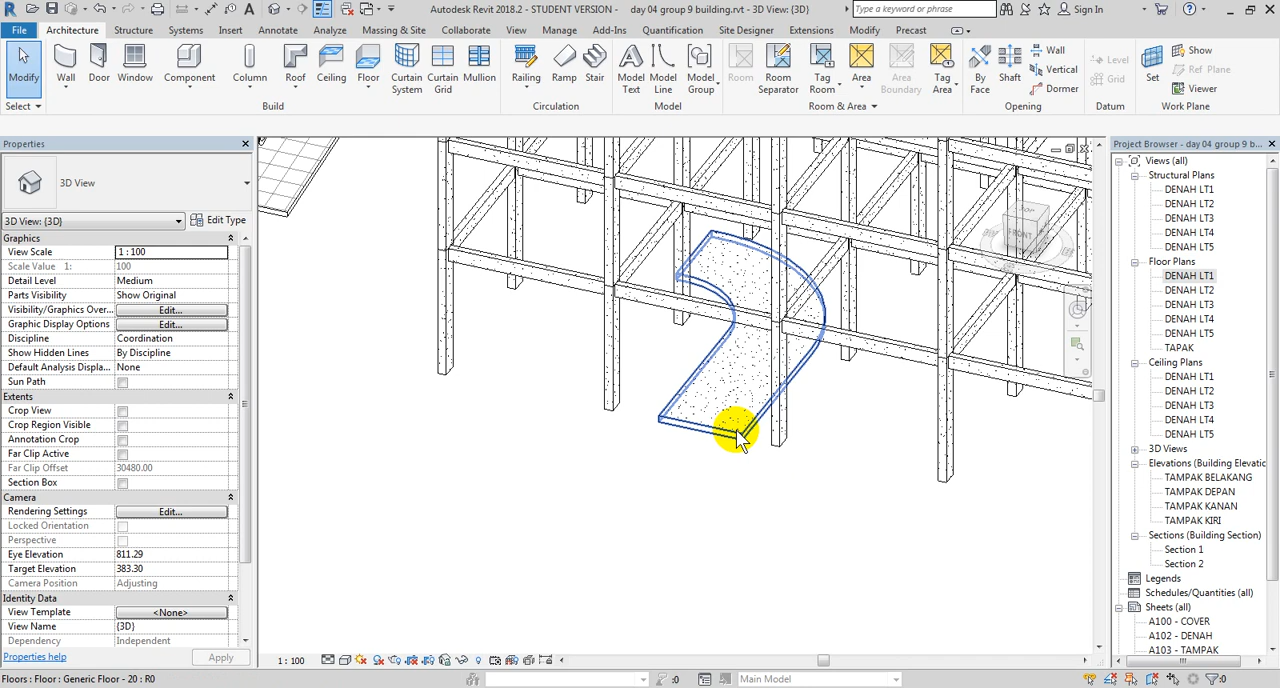 Autodesk Revit 2018.2 - STUDENT VERSION - day 04 group 9 building.rvt - 3D View: {3D}
Type a keyword or phrase
Sign In
File Architecture Structure Systems Insert Annotate Analyze Massing & Site Collaborate View Manage Add-Ins Quantification Site Designer Extensions Modify Precast
Modify
Wall
Door
Window
Component
Column
Roof
Ceiling
Floor
Curtain System
Curtain Grid
Mullion
Railing
Ramp
Stair
Model Text
Model Line
Model Group
Room
Room Separator
Tag Room
Area
Area Boundary
Tag Area
By Face
Shaft
Wall
Vertical
Dormer
Level
Grid
Set
Show
Ref Plane
Viewer
Select
Build
Circulation
Model
Room & Area
Opening
Datum
Work Plane
Properties
3D View
3D View: {3D}
Edit Type
Graphics
View Scale 1 : 100
Scale Value 1: 100
Detail Level Medium
Parts Visibility Show Original
Visibility/Graphics Over... Edit...
Graphic Display Options Edit...
Discipline Coordination
Show Hidden Lines By Discipline
Default Analysis Displa... None
Sun Path
Extents
Crop View
Crop Region Visible
Annotation Crop
Far Clip Active
Far Clip Offset 30480.00
Section Box
Camera
Rendering Settings Edit...
Locked Orientation
Perspective
Eye Elevation 811.29
Target Elevation 383.30
Camera Position Adjusting
Identity Data
View Template <None>
View Name {3D}
Dependency Independent
Properties help
Apply
TOP
FRONT
1 : 100
Project Browser - day 04 group 9 b...
Views (all)
Structural Plans
DENAH LT1
DENAH LT2
DENAH LT3
DENAH LT4
DENAH LT5
Floor Plans
DENAH LT1
DENAH LT2
DENAH LT3
DENAH LT4
DENAH LT5
TAPAK
Ceiling Plans
DENAH LT1
DENAH LT2
DENAH LT3
DENAH LT4
DENAH LT5
3D Views
Elevations (Building Elevatic
TAMPAK BELAKANG
TAMPAK DEPAN
TAMPAK KANAN
TAMPAK KIRI
Sections (Building Section)
Section 1
Section 2
Legends
Schedules/Quantities (all)
Sheets (all)
A100 - COVER
A102 - DENAH
A103 - TAMPAK
Floors : Floor : Generic Floor - 20 : R0
:0
Main Model
:0